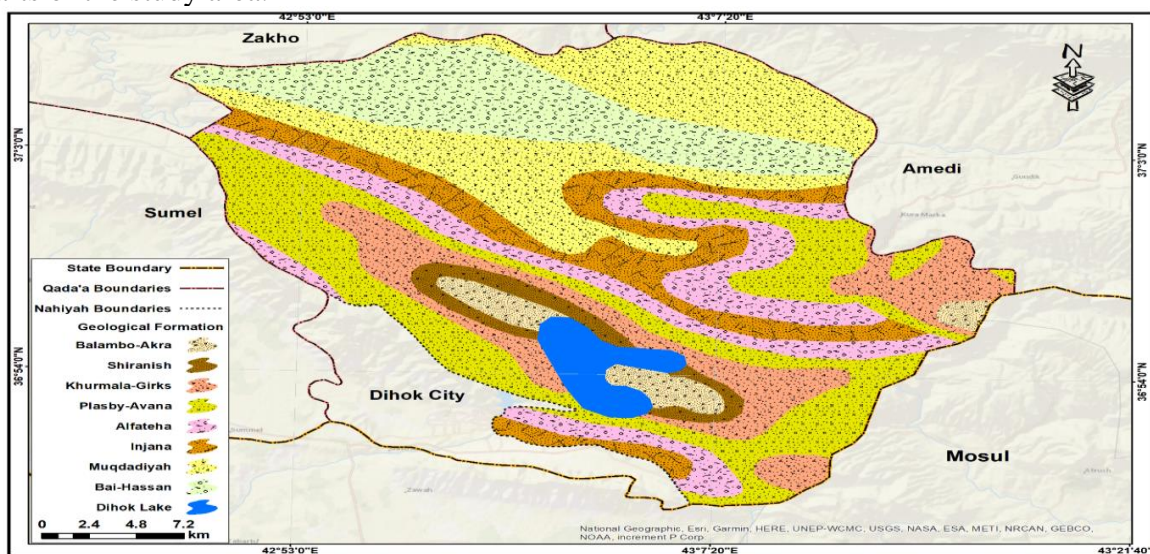 42°53'0"E
43°7'20"E
Zakho
N
37°3'0"N
37°3'0"N
Amedi
Sumel
State Boundary
Qada'a Boundaries
Nahiyah Boundaries
Geological Formation
Balambo-Akra
Shiranish
Khurmala-Girks
Plasby-Avana
Alfateha
Injana
Muqdadiyah
Bai-Hassan
Dihok Lake
0 2.4 4.8 7.2
km
36°54'0"N
36°54'0"N
Dihok City
Mosul
Zawah
National Geographic, Esri, Garmin, HERE, UNEP-WCMC, USGS, NASA, ESA, METI, NRCAN, GEBCO,
NOAA, increment P Corp
42°53'0"E
43°7'20"E
43°21'40"E